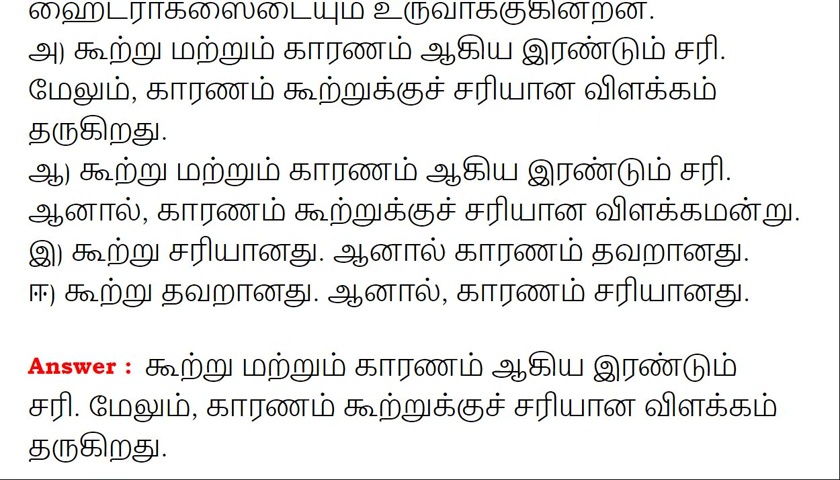 ஹைட்ராக்ஸைடையும் உருவாக்குகின்றன.
அ) கூற்று மற்றும் காரணம் ஆகிய இரண்டும் சரி.
மேலும், காரணம் கூற்றுக்குச் சரியான விளக்கம்
தருகிறது.
ஆ) கூற்று மற்றும் காரணம் ஆகிய இரண்டும் சரி.
ஆனால், காரணம் கூற்றுக்குச் சரியான விளக்கமன்று.
இ) கூற்று சரியானது. ஆனால் காரணம் தவறானது.
ஈ) கூற்று தவறானது. ஆனால், காரணம் சரியானது.
Answer : கூற்று மற்றும் காரணம் ஆகிய இரண்டும்
சரி. மேலும், காரணம் கூற்றுக்குச் சரியான விளக்கம்
தருகிறது.